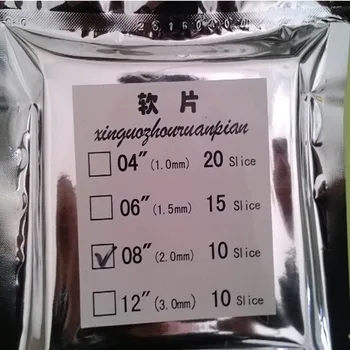 软片
xinguozhouruanpian
04" (1.0mm) 20 Slice
06" (1.5mm) 15 Slice
08" (2.0mm) 10 Slice
12" (3.0mm) 10 Slice